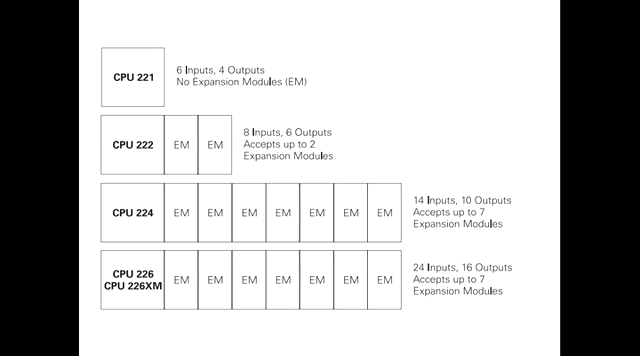 CPU 221
6 Inputs, 4 Outputs
No Expansion Modules (EM)
CPU 222 EM EM
8 Inputs, 6 Outputs
Accepts up to 2
Expansion Modules
CPU 224 EM EM EM EM EM EM EM
14 Inputs, 10 Outputs
Accepts up to 7
Expansion Modules
CPU 226
CPU 226XM EM EM EM EM EM EM EM
24 Inputs, 16 Outputs
Accepts up to 7
Expansion Modules